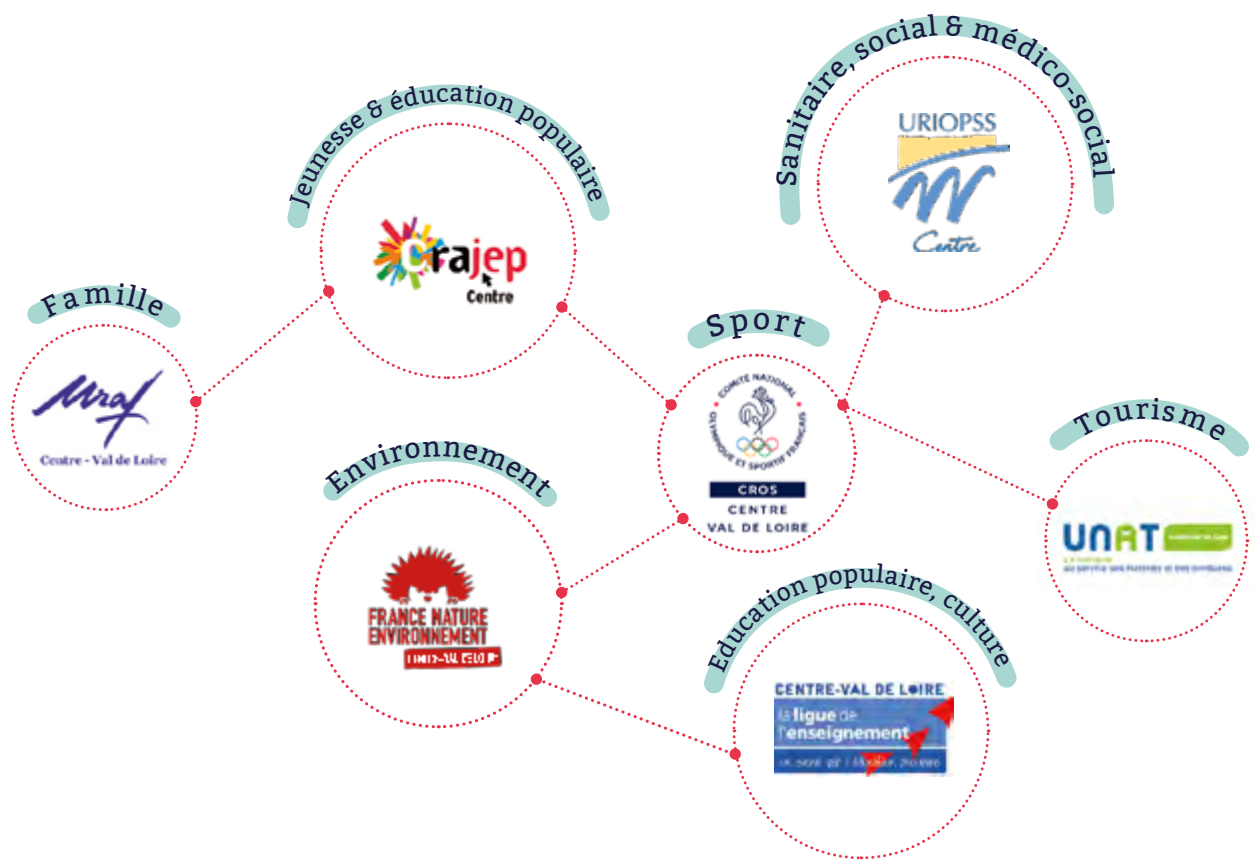 Sanitaire, social & médico-social
URIOPSS
Centre
Jeunesse & éducation populaire
crajep
Centre
Famille
Uraf
Centre - Val de Loire
Sport
COMITÉ NATIONAL
OLYMPIQUE ET SPORTIF FRANÇAIS
CROS
CENTRE
VAL DE LOIRE
Tourisme
UNAT
Environnement
FRANCE NATURE
ENVIRONNEMENT
Education populaire, culture
CENTRE-VAL DE LOIRE
la ligue de
l'enseignement